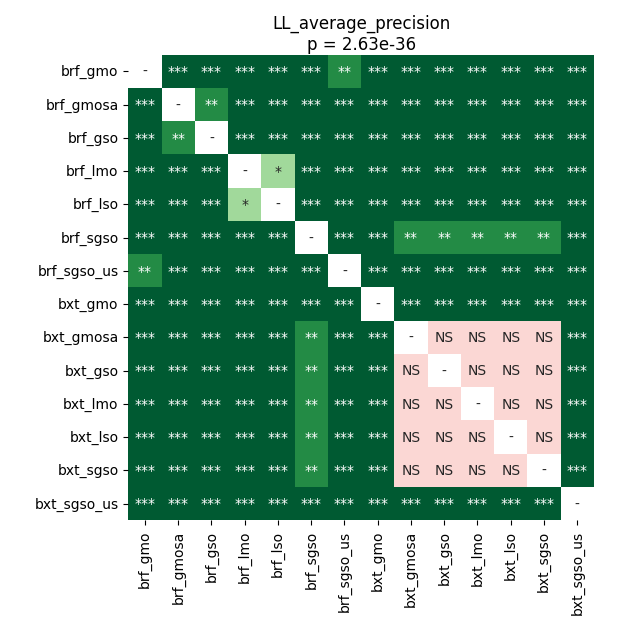 LL_average_precision
p = 2.63e-36
brf_gmo - *** *** *** *** *** ** *** *** *** *** *** *** ***
brf_gmosa *** - ** *** *** *** *** *** *** *** *** *** *** ***
brf_gso *** ** - *** *** *** *** *** *** *** *** *** *** ***
brf_lmo *** *** *** - * *** *** *** *** *** *** *** *** ***
brf_lso *** *** *** * - *** *** *** *** *** *** *** *** ***
brf_sgso *** *** *** *** *** - *** *** ** ** ** ** ** ***
brf_sgso_us ** *** *** *** *** *** - *** *** *** *** *** *** ***
bxt_gmo *** *** *** *** *** *** *** - *** *** *** *** *** ***
bxt_gmosa *** *** *** *** *** ** *** *** - NS NS NS NS ***
bxt_gso *** *** *** *** *** ** *** *** NS - NS NS NS ***
bxt_lmo *** *** *** *** *** ** *** *** NS NS - NS NS ***
bxt_lso *** *** *** *** *** ** *** *** NS NS NS - NS ***
bxt_sgso *** *** *** *** *** ** *** *** NS NS NS NS - ***
bxt_sgso_us *** *** *** *** *** *** *** *** *** *** *** *** *** -
brf_gmo brf_gmosa brf_gso brf_lmo brf_lso brf_sgso brf_sgso_us bxt_gmo bxt_gmosa bxt_gso bxt_lmo bxt_lso bxt_sgso bxt_sgso_us